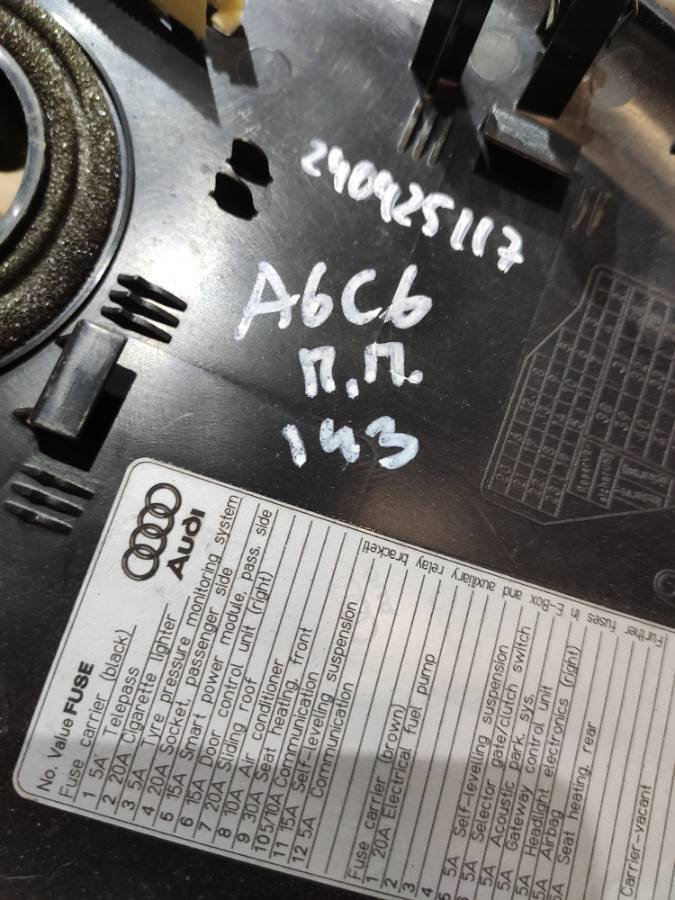 240425117
A6C6
П.П.
143
Audi
No. Value FUSE
Fuse carrier (black)
1 5A Telepass
2 20A Cigarette lighter
3 5A Tyre pressure monitoring system
4 20A Socket, passenger side
5 15A Smart power module, pass. side
6 15A Door control unit (right)
7 20A Sliding roof
8 10A Air conditioner
9 30A Seat heating, front
10 5/10A Communication
11 15A Self-leveling suspension
12 5A Communication
Fuse carrier (brown)
1 20A Electrical fuel pump
2
3
4
5 5A Self-leveling suspension
5A Selector gate/clutch switch
5A Acoustic park. sys.
5A Gateway control unit
5A Headlight
5A Airbag electronics (right)
5A Seat heating, rear
Carrier-vacant
Further fuses in E-Box and auxiliary relay bracket!